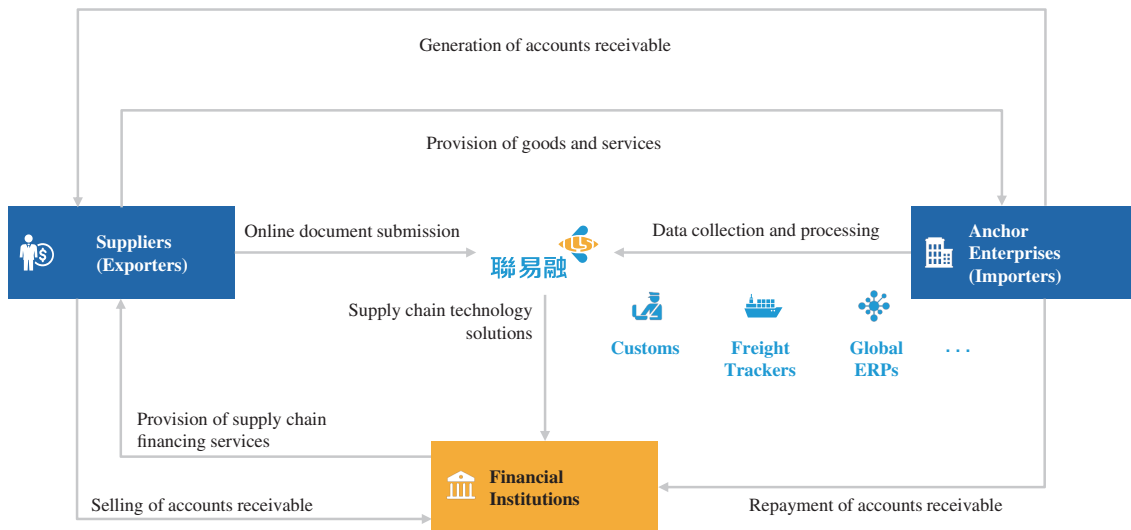 Generation of accounts receivable
Provision of goods and services
Suppliers
(Exporters)
Online document submission
LLS
聯易融
Data collection and processing
Anchor
Enterprises
(Importers)
Supply chain technology
solutions
Customs
Freight
Trackers
Global
ERPs
...
Provision of supply chain
financing services
Financial
Institutions
Selling of accounts receivable
Repayment of accounts receivable